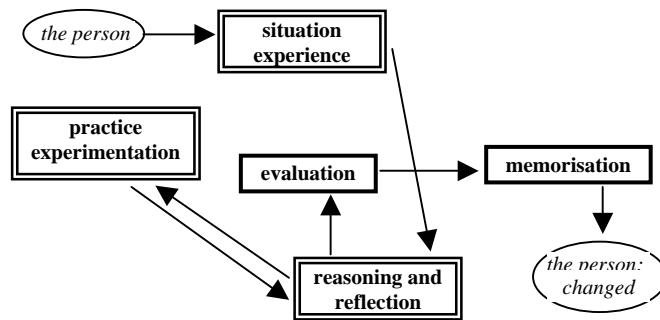 the person
situation
experience
practice
experimentation
evaluation
memorisation
reasoning and
reflection
the person:
changed